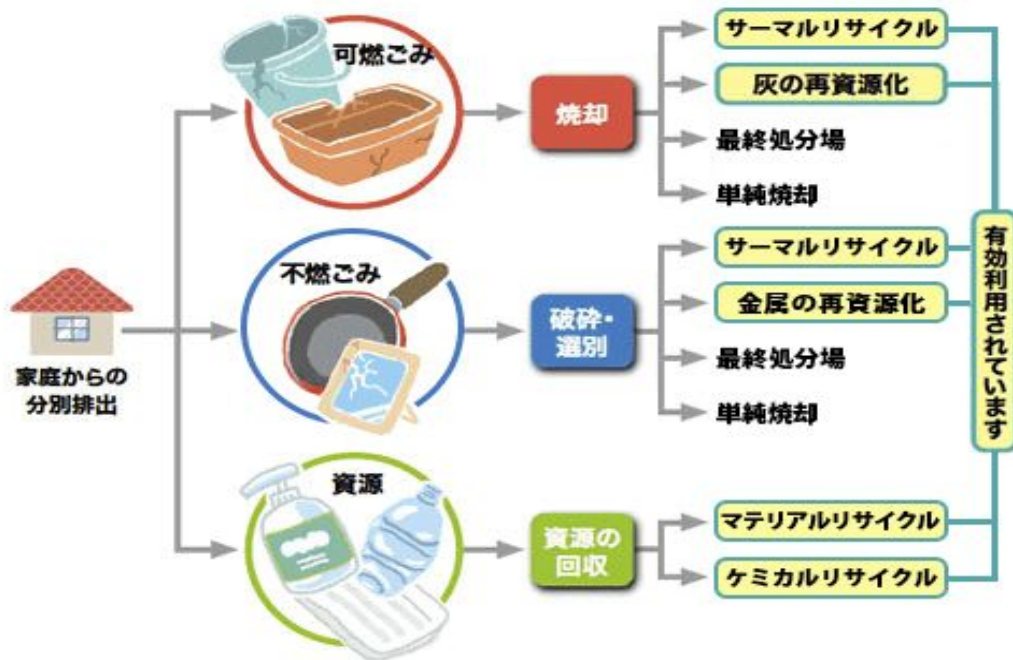 可燃ごみ
焼却
サーマルリサイクル
灰の再資源化
最終処分場
単純焼却
家庭からの
分別排出
不燃ごみ
破砕・
選別
サーマルリサイクル
金属の再資源化
最終処分場
単純焼却
資源
資源の
回収
マテリアルリサイクル
ケミカルリサイクル
有効利用されています